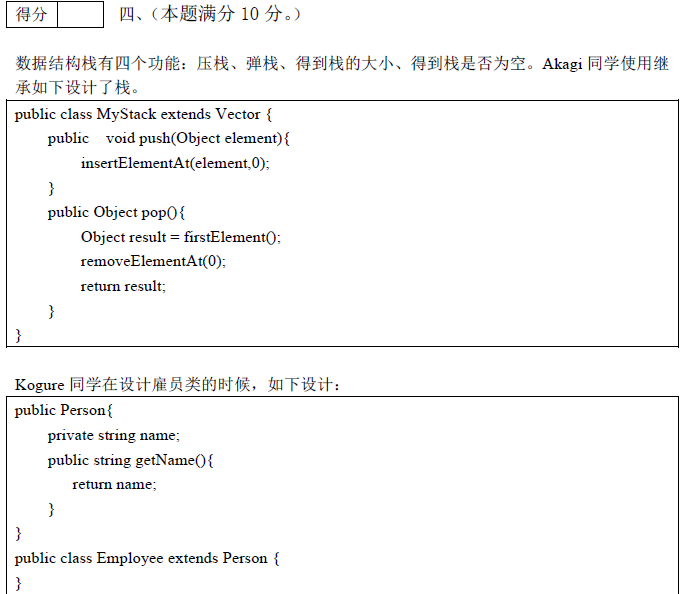 得分
四、（本题满分 10 分。）
数据结构栈有四个功能：压栈、弹栈、得到栈的大小、得到栈是否为空。Akagi 同学使用继
承如下设计了栈。
public class MyStack extends Vector {
public void push(Object element){
insertElementAt(element,0);
}
public Object pop(){
Object result = firstElement();
removeElementAt(0);
return result;
}
}
Kogure 同学在设计雇员类的时候，如下设计：
public Person{
private string name;
public string getName(){
return name;
}
}
public class Employee extends Person {
}